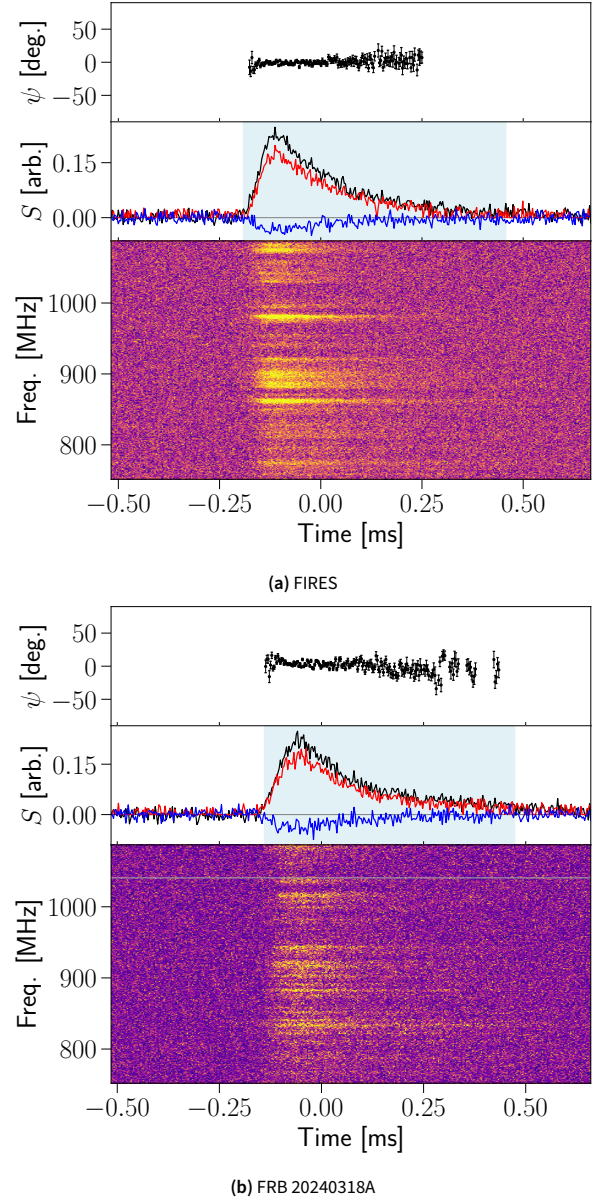 50
0
−50
ψ [deg.]
0.15
0.00
S [arb.]
1000
900
800
Freq. [MHz]
−0.50
−0.25
0.00
0.25
0.50
Time [ms]
(a) FIRES
50
0
−50
ψ [deg.]
0.15
0.00
S [arb.]
1000
900
800
Freq. [MHz]
−0.50
−0.25
0.00
0.25
0.50
Time [ms]
(b) FRB 20240318A